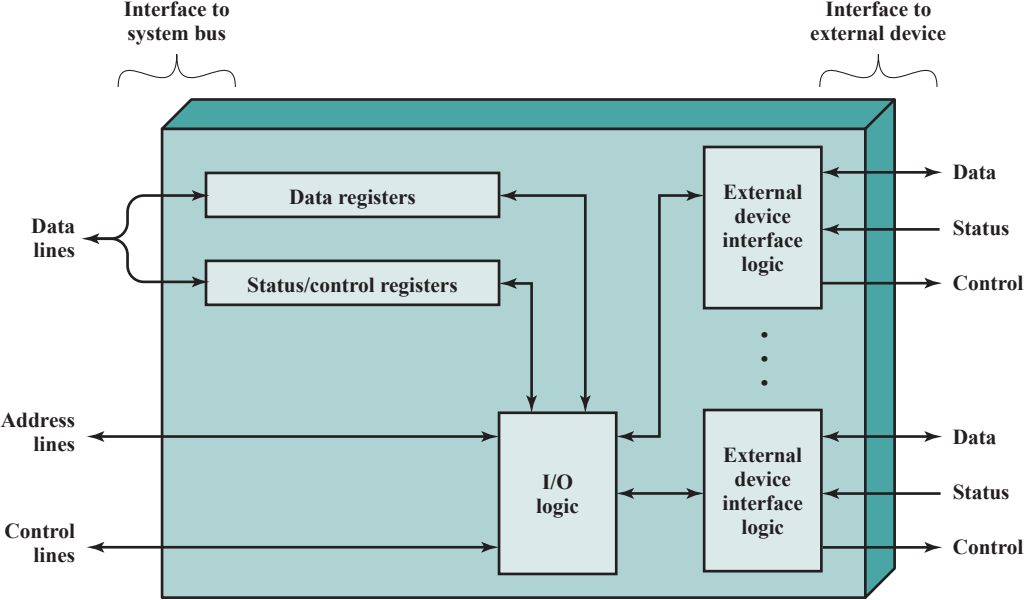 Interface to
system bus
Interface to
external device
Data registers
Status/control registers
Data
lines
Address
lines
Control
lines
I/O
logic
External
device
interface
logic
Data
Status
Control
External
device
interface
logic
Data
Status
Control